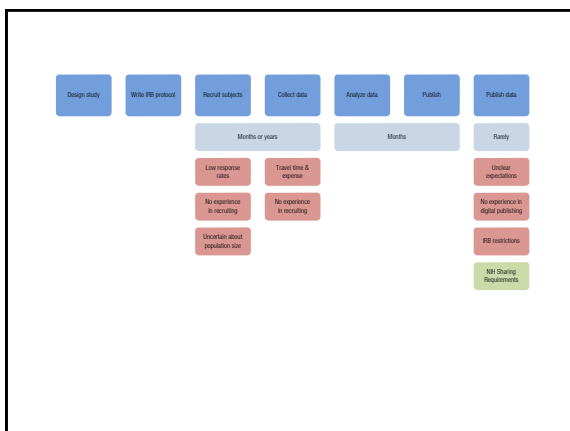 Design study
Write IRB protocol
Recruit subjects
Collect data
Analyze data
Publish
Publish data
Months or years
Months
Rarely
Low response
rates
Travel time &
expense
Unclear
expectations
No experience
in recruiting
No experience
in recruiting
No experience in
digital publishing
Uncertain about
population size
IRB restrictions
NIH Sharing
Requirements